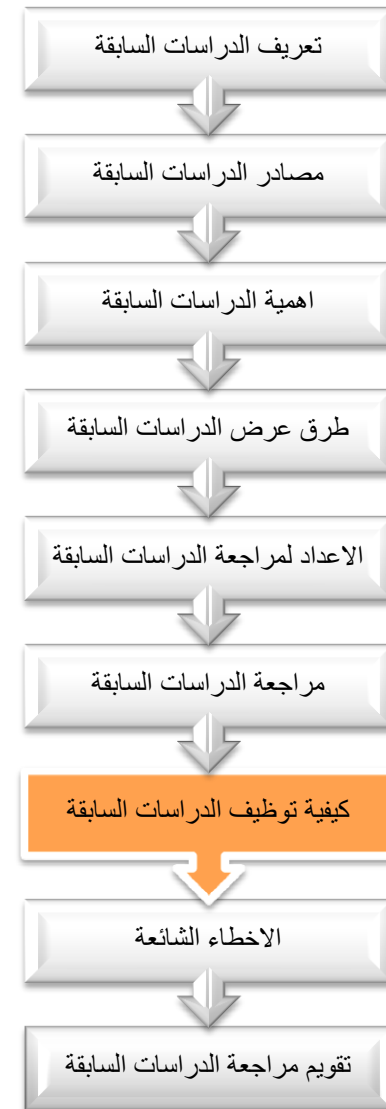 تعريف الدراسات السابقة
مصادر الدراسات السابقة
اهمية الدراسات السابقة
طرق عرض الدراسات السابقة
الاعداد لمراجعة الدراسات السابقة
مراجعة الدراسات السابقة
كيفية توظيف الدراسات السابقة
الاخطاء الشائعة
تقويم مراجعة الدراسات السابقة